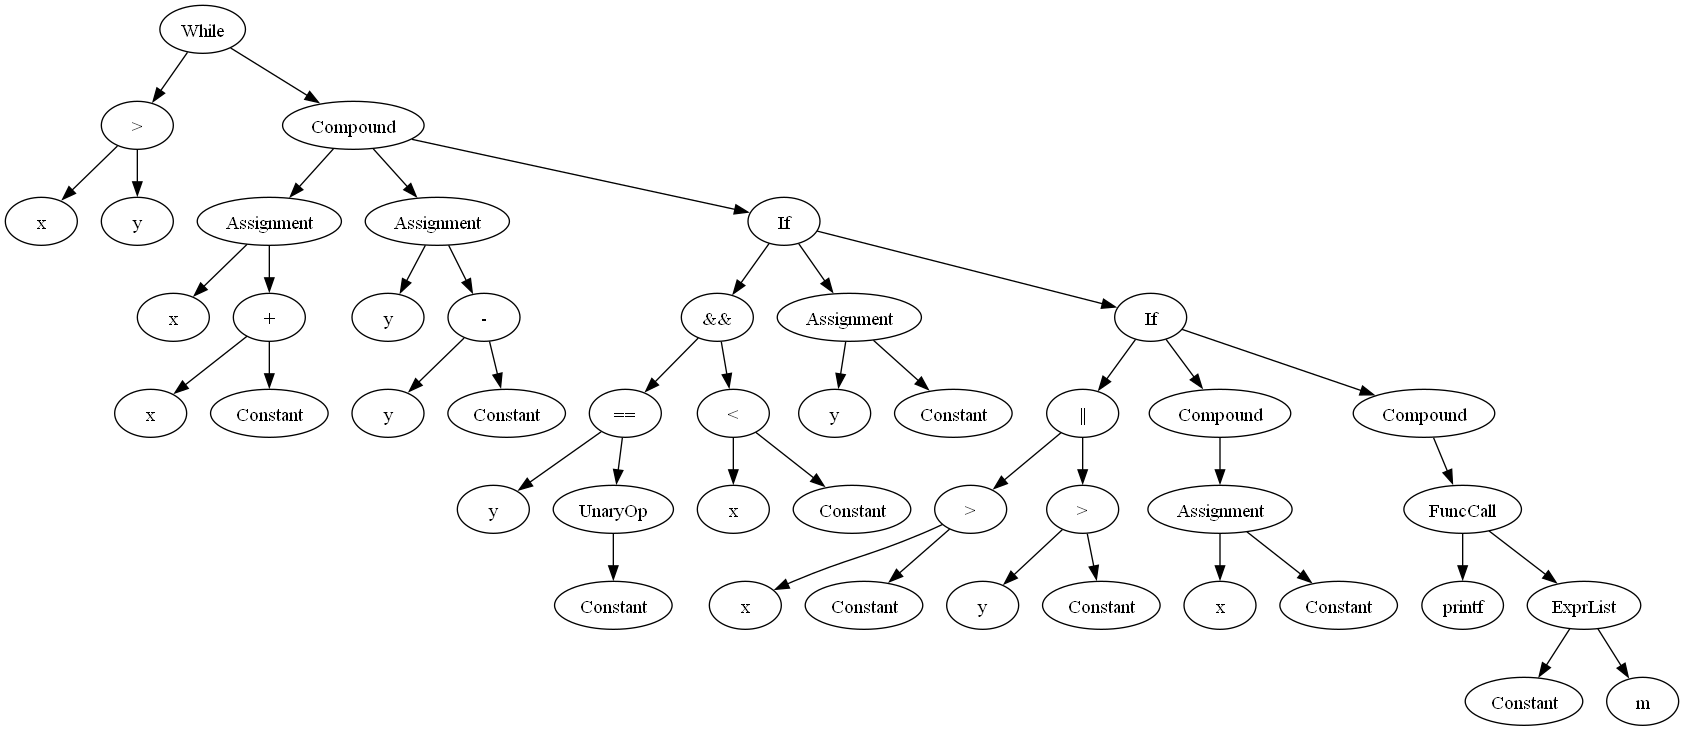 While
>
Compound
x
y
Assignment
Assignment
If
x
+
y
-
&&
Assignment
If
x
Constant
y
Constant
==
<
y
Constant
||
Compound
Compound
y
UnaryOp
x
Constant
>
>
Assignment
FuncCall
Constant
x
Constant
y
Constant
x
Constant
printf
ExprList
Constant
m